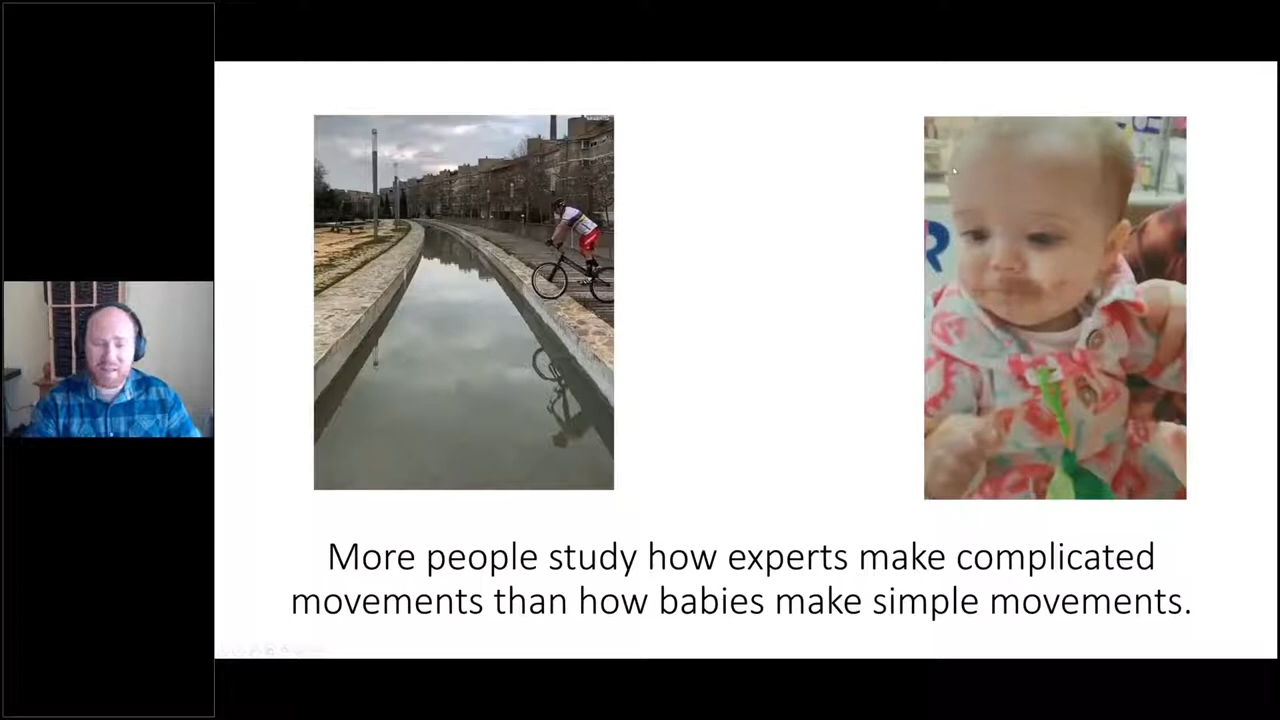 R
More people study how experts make complicated
movements than how babies make simple movements.